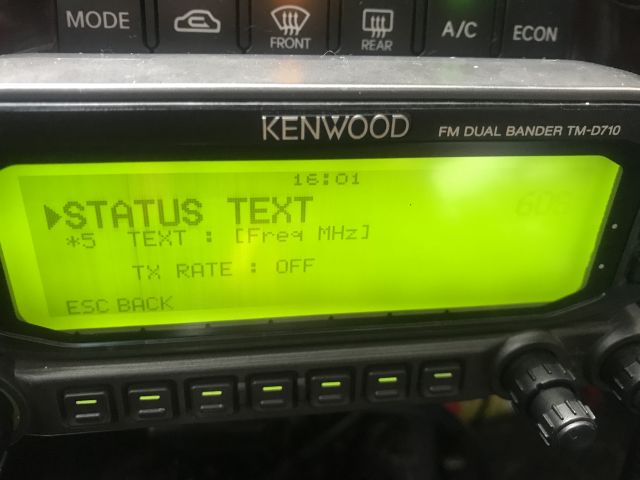 MODE
FRONT
REAR
A/C
ECON
KENWOOD
FM DUAL BANDER TM-D710
16:01
▶STATUS TEXT
*5 TEXT : [Freq MHz]
TX RATE : OFF
ESC BACK